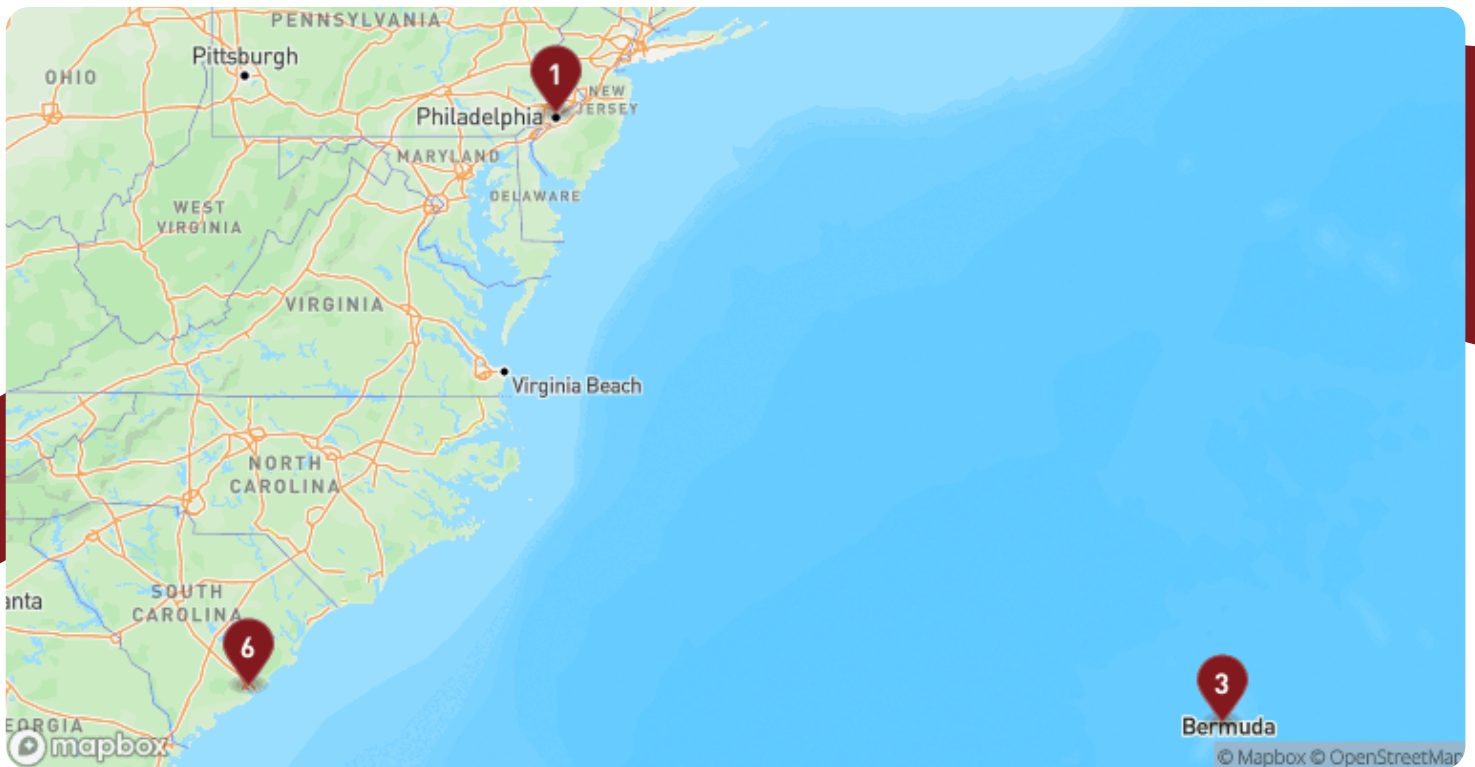 PENNSYLVANIA
Pittsburgh
OHIO
1
NEW
JERSEY
Philadelphia
MARYLAND
DELAWARE
WEST
VIRGINIA
VIRGINIA
Virginia Beach
NORTH
CAROLINA
SOUTH
CAROLINA
anta
6
3
Bermuda
EORGIA
mapbox
© Mapbox © OpenStreetMap